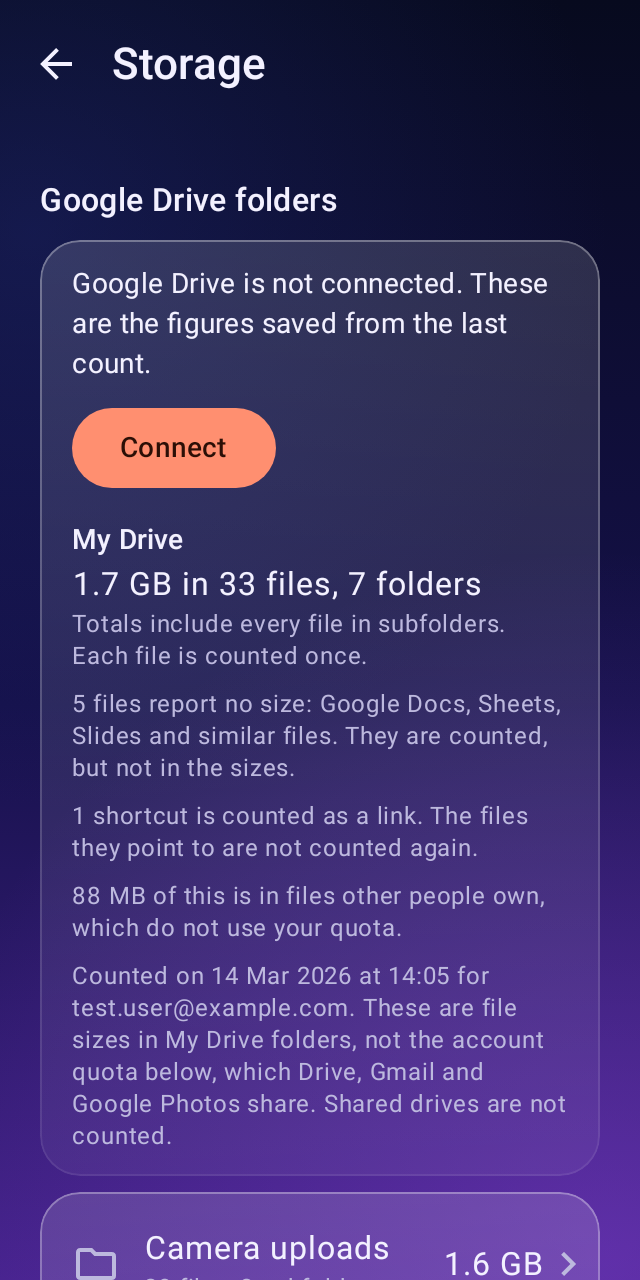 Storage
Google Drive folders
Google Drive is not connected. These
are the figures saved from the last
count.
Connect
My Drive
1.7 GB in 33 files, 7 folders
Totals include every file in subfolders.
Each file is counted once.
5 files report no size: Google Docs, Sheets,
Slides and similar files. They are counted,
but not in the sizes.
1 shortcut is counted as a link. The files
they point to are not counted again.
88 MB of this is in files other people own,
which do not use your quota.
Counted on 14 Mar 2026 at 14:05 for
test.user@example.com. These are file
sizes in My Drive folders, not the account
quota below, which Drive, Gmail and
Google Photos share. Shared drives are not
counted.
Camera uploads
1.6 GB